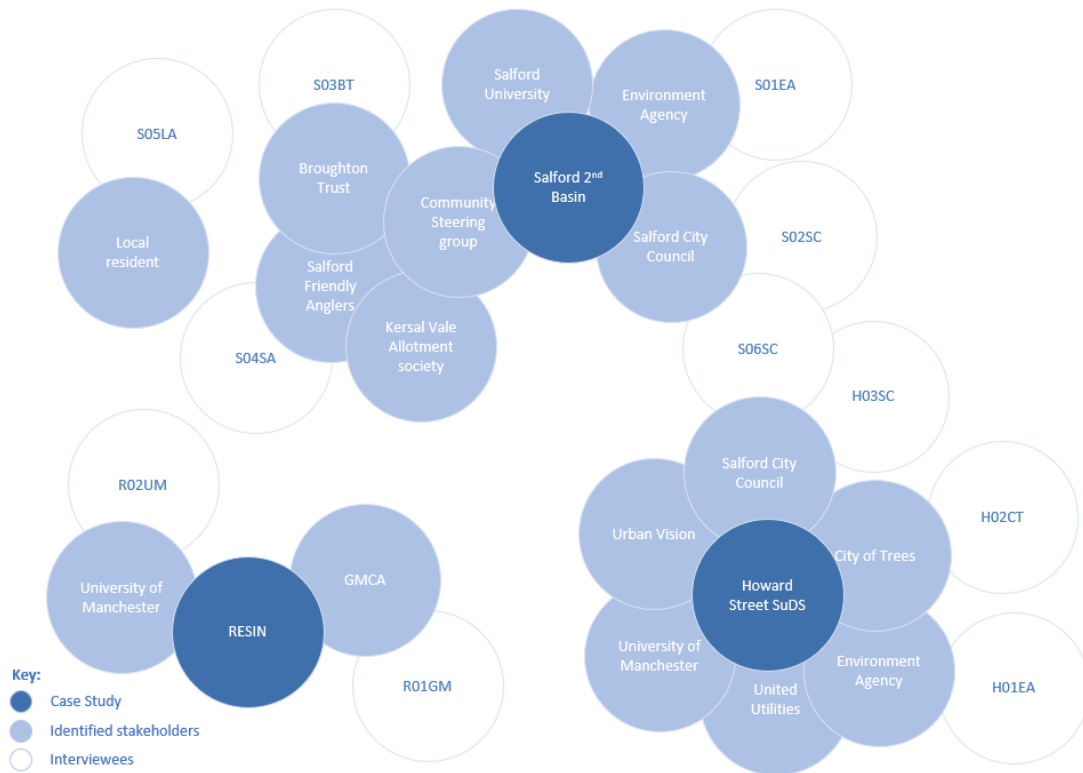 Salford
University
Environment
Agency
S01EA
S03BT
S05LA
Broughton
Trust
Salford 2nd
Basin
Community
Steering
group
Salford City
Council
S02SC
Local
resident
Salford
Friendly
Anglers
Kersal Vale
Allotment
society
S04SA
S06SC
H03SC
Salford City
Council
R02UM
H02CT
Urban Vision
City of Trees
University of
Manchester
GMCA
Howard
Street SuDS
RESIN
University of
Manchester
Environment
Agency
United
Utilities
R01GM
H01EA
Key:
Case Study
Identified stakeholders
Interviewees